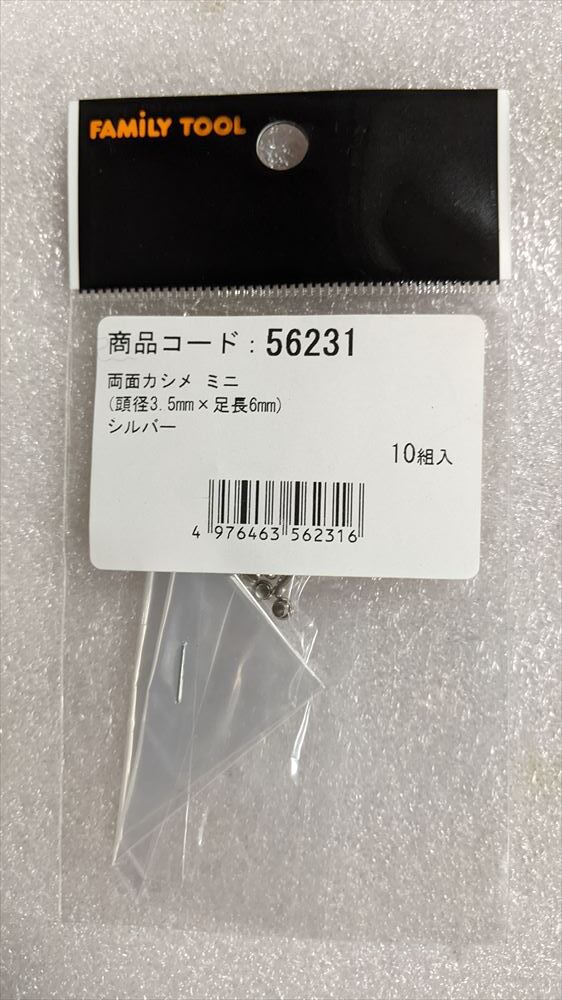 FAMiLY TOOL
商品コード：56231
両面カシメ ミニ
(頭径3.5mm×足長6mm)
シルバー
10組入
4 976463 562316